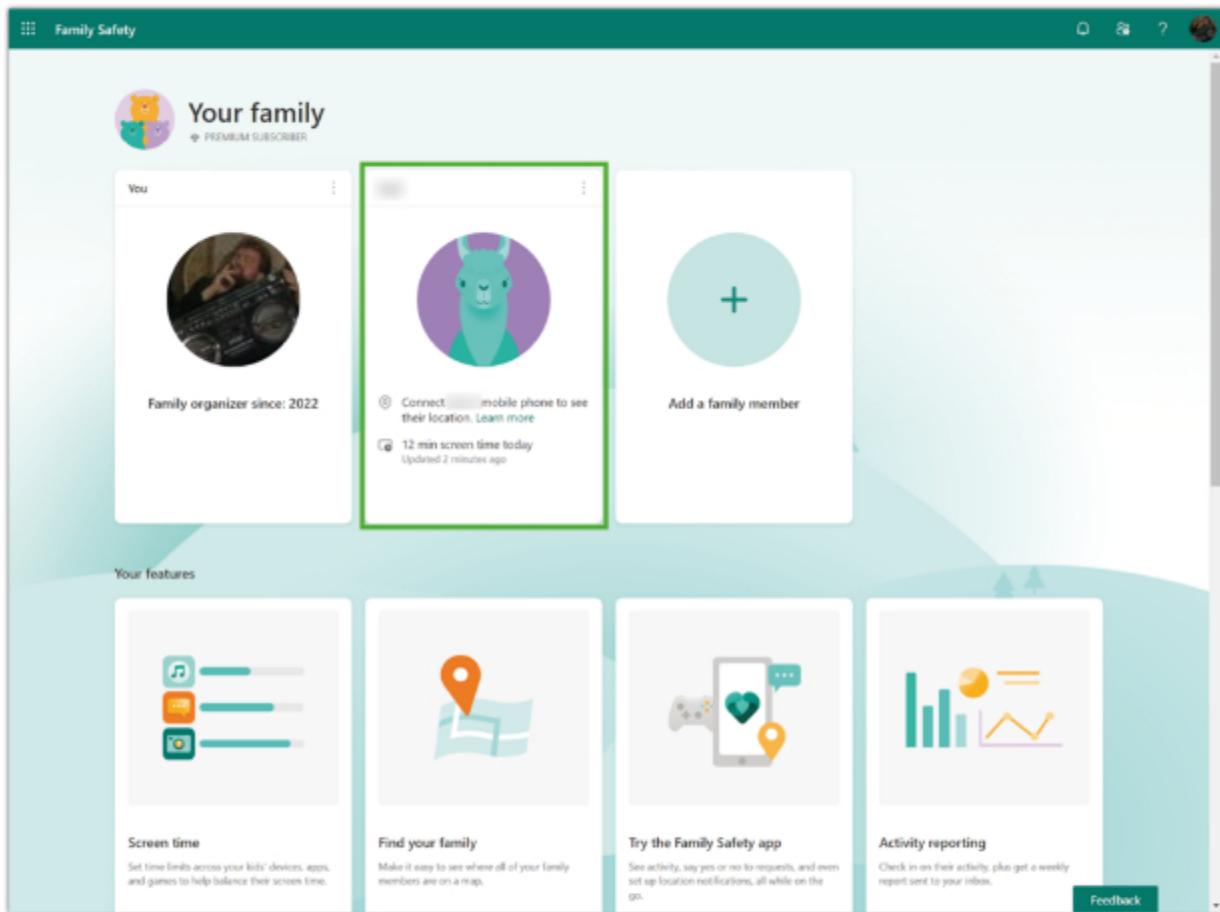 Family Safety
?
Your family
PREMIUM SUBSCRIBER
You
Family organizer since: 2022
Connect mobile phone to see
their location. Learn more
12 min screen time today
Updated 2 minutes ago
Add a family member
Your features
Screen time
Set time limits across your kids' devices, apps,
and games to help balance their screen time.
Find your family
Make it easy to see where all of your family
members are on a map.
Try the Family Safety app
See activity, say yes or no to requests, and even
set up location notifications, all while on the
go.
Activity reporting
Check in on their activity, plus get a weekly
report sent to your inbox.
Feedback